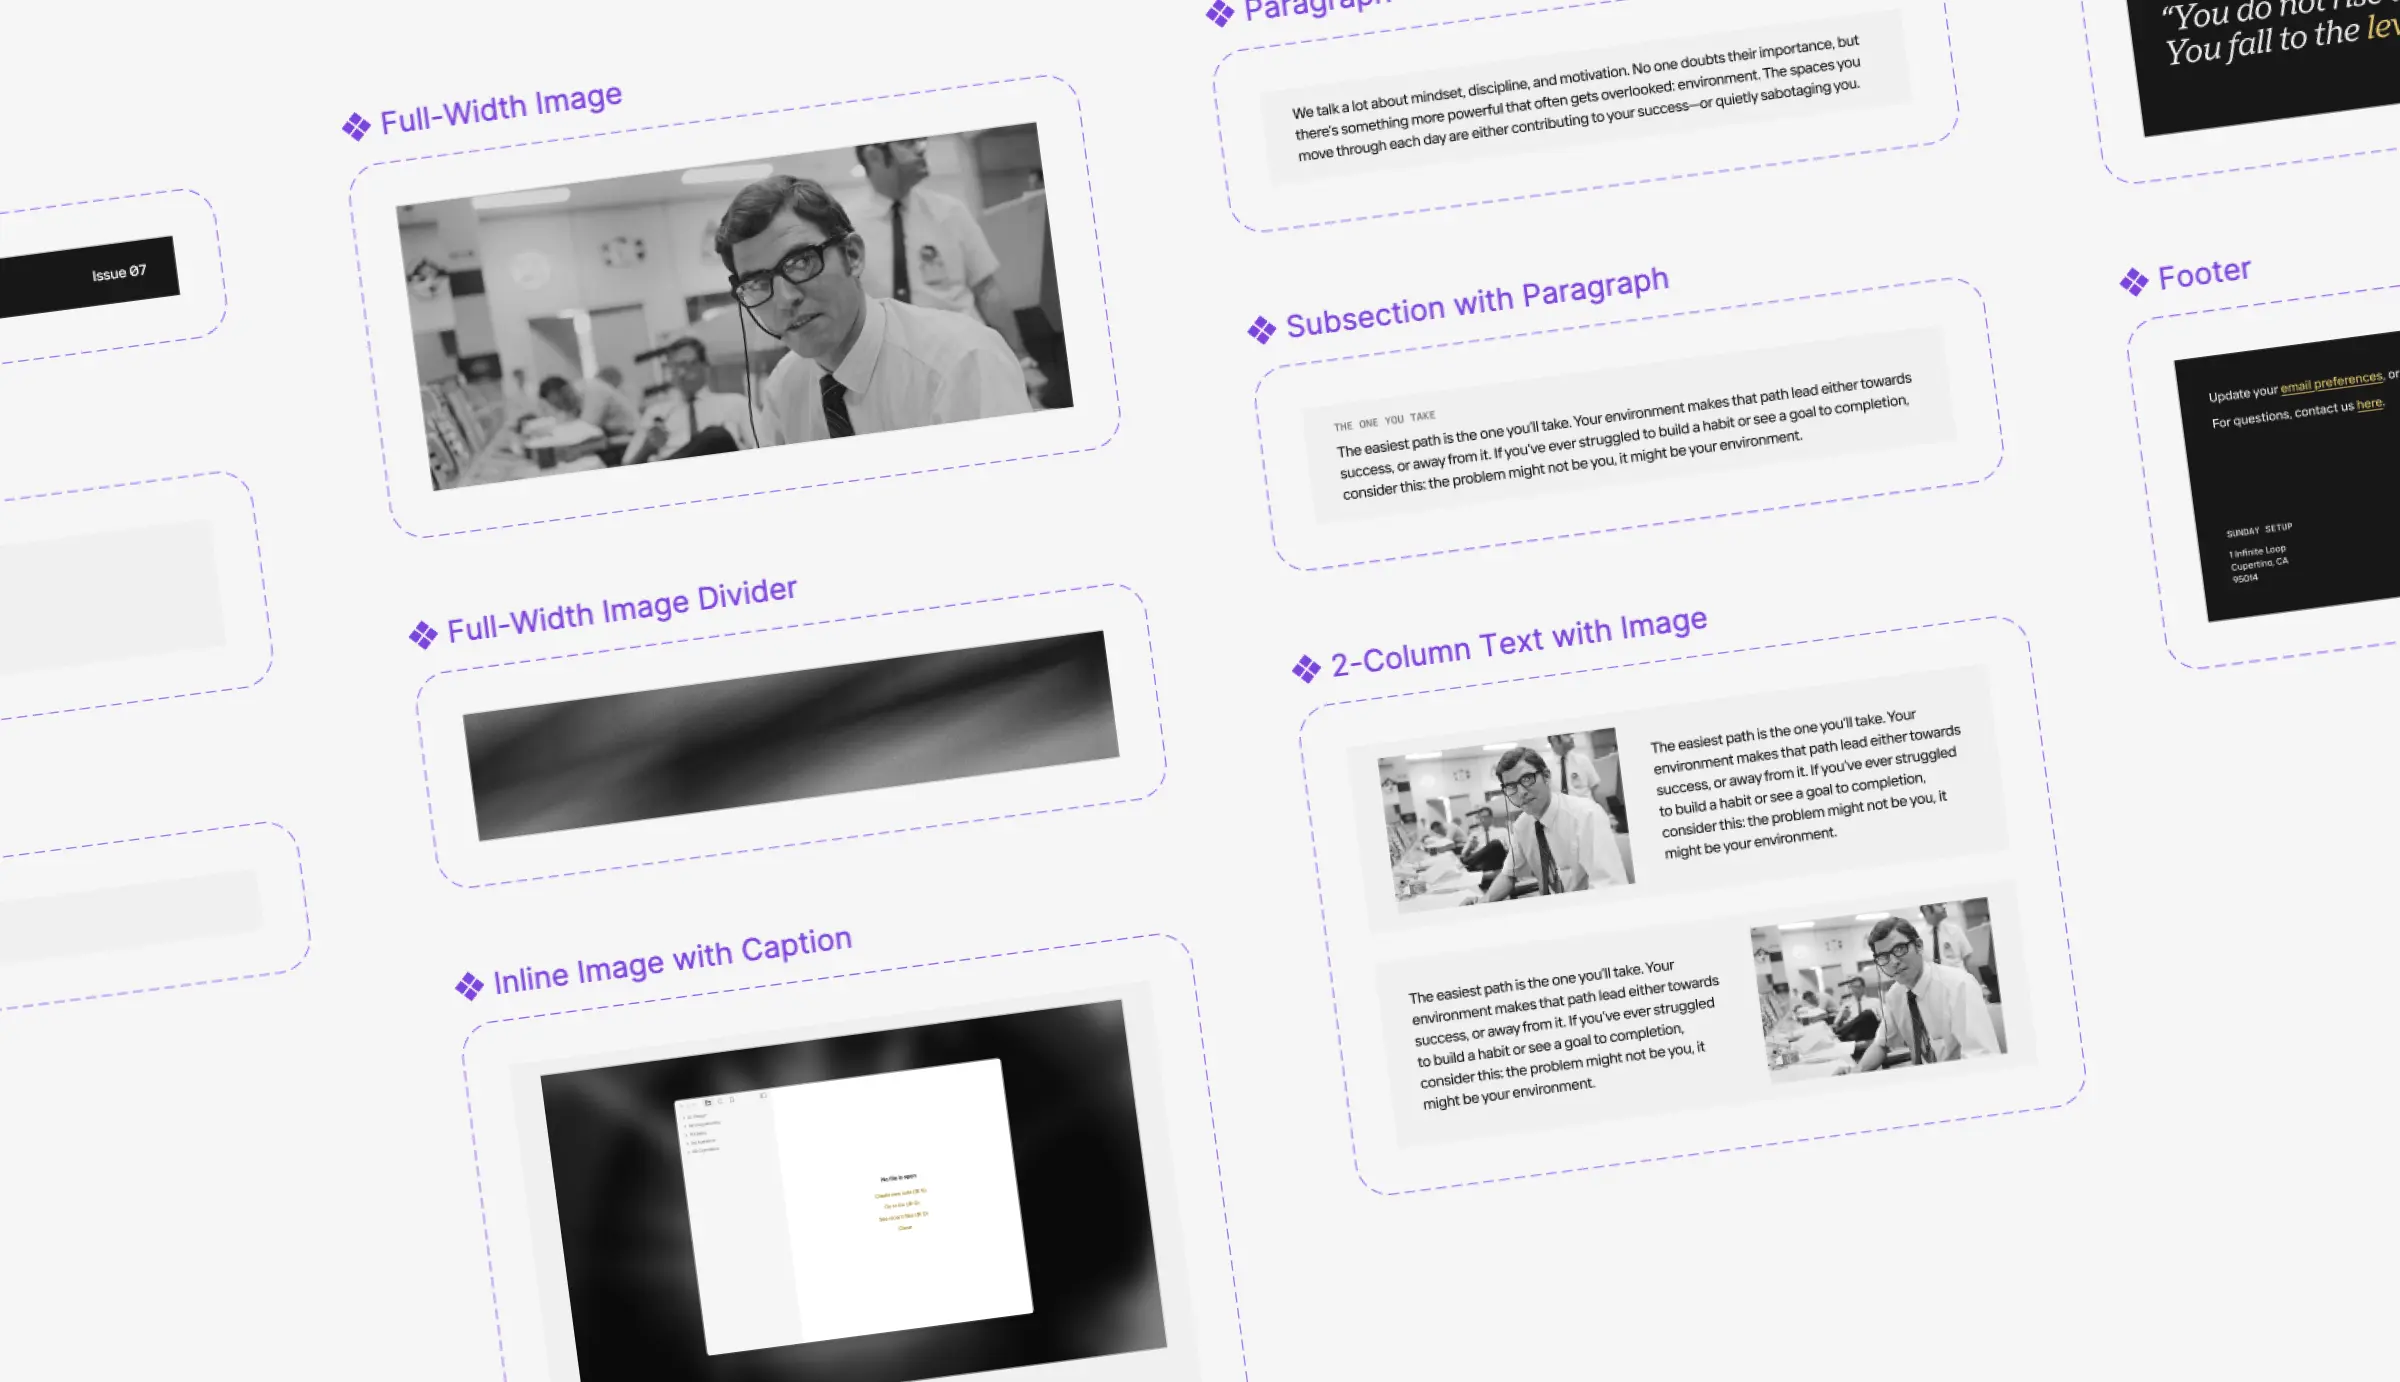 Issue 07
Full-Width Image
Full-Width Image Divider
Inline Image with Caption
No file is open
Paragraph
We talk a lot about mindset, discipline, and motivation. No one doubts their importance, but
there's something more powerful that often gets overlooked: environment. The spaces you
move through each day are either contributing to your success—or quietly sabotaging you.
Subsection with Paragraph
THE ONE YOU TAKE
The easiest path is the one you'll take. Your environment makes that path lead either towards
success, or away from it. If you've ever struggled to build a habit or see a goal to completion,
consider this: the problem might not be you, it might be your environment.
2-Column Text with Image
The easiest path is the one you'll take. Your
environment makes that path lead either towards
success, or away from it. If you've ever struggled
to build a habit or see a goal to completion,
consider this: the problem might not be you, it
might be your environment.
The easiest path is the one you'll take. Your
environment makes that path lead either towards
success, or away from it. If you've ever struggled
to build a habit or see a goal to completion,
consider this: the problem might not be you, it
might be your environment.
“You do not rise
You fall to the lev
Footer
Update your email preferences, or
For questions, contact us here.
SUNDAY SETUP
1 Infinite Loop
Cupertino, CA
95014